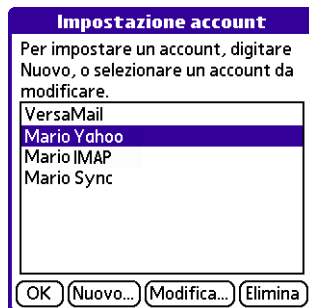 Impostazione account
Per impostare un account, digitare
Nuovo, o selezionare un account da
modificare.
VersaMail
Mario Yahoo
Mario IMAP
Mario Sync
OK Nuovo... Modifica... Elimina